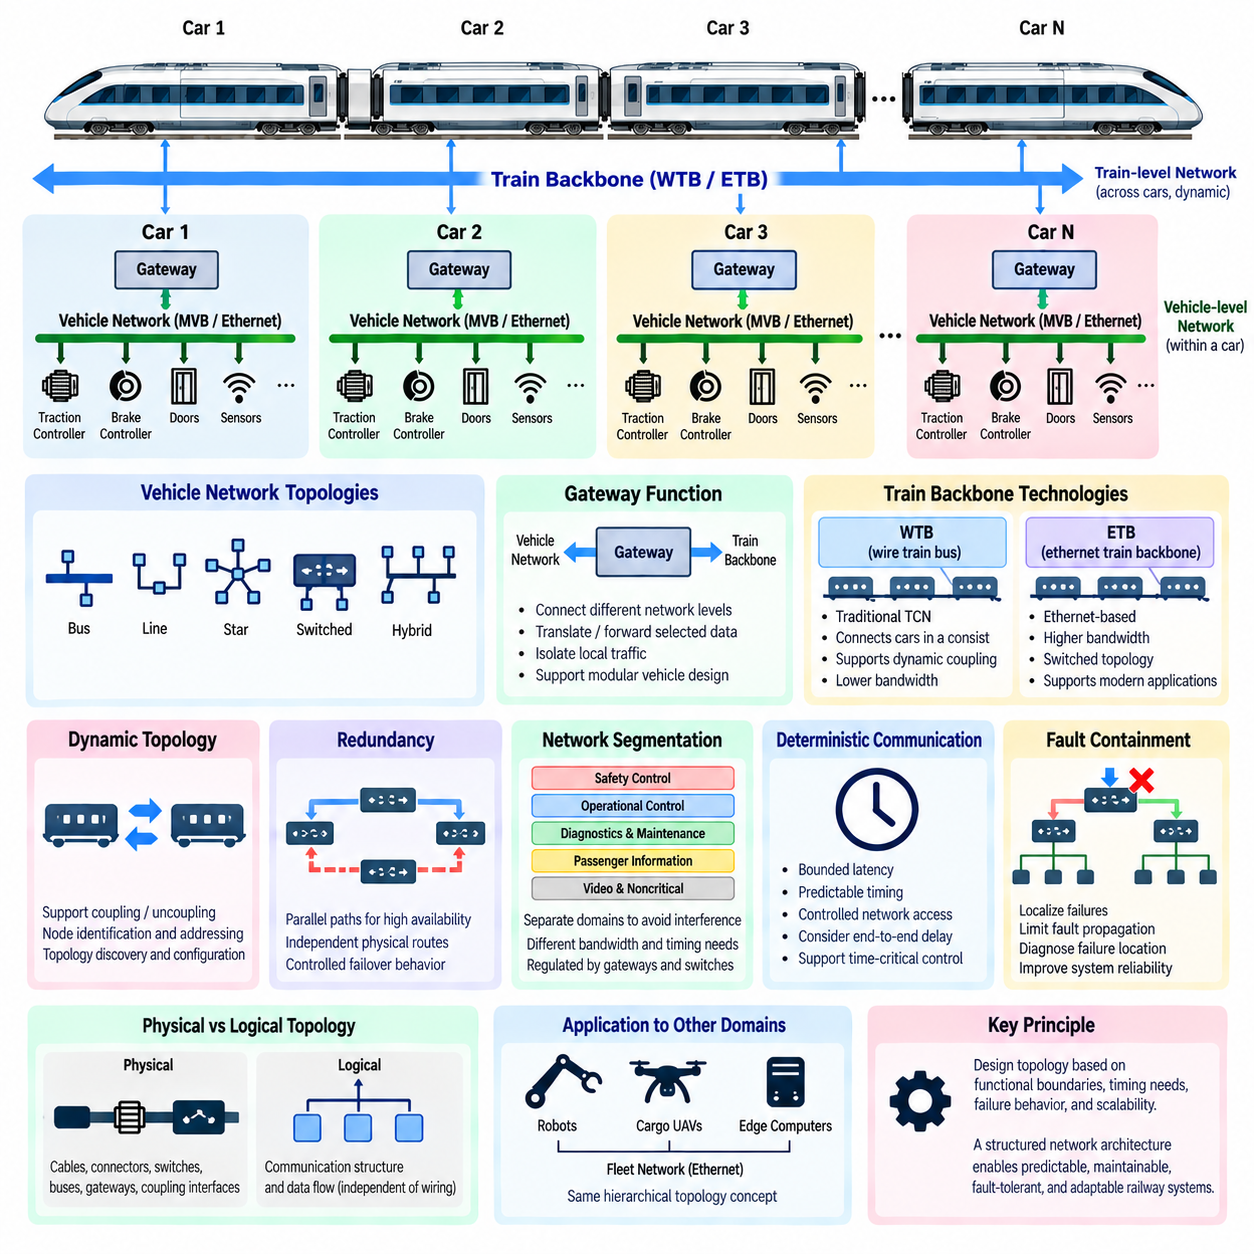 Car 1
Car 2
Car 3
Car N
Train Backbone (WTB / ETB)
Train-level Network
(across cars, dynamic)
Car 1
Gateway
Vehicle Network (MVB / Ethernet)
Traction
Controller
Brake
Controller
Doors
Sensors
...
Car 2
Gateway
Vehicle Network (MVB / Ethernet)
Traction
Controller
Brake
Controller
Doors
Sensors
...
Car 3
Gateway
Vehicle Network (MVB / Ethernet)
Traction
Controller
Brake
Controller
Doors
Sensors
...
Car N
Gateway
Vehicle Network (MVB / Ethernet)
Traction
Controller
Brake
Controller
Doors
Sensors
...
Vehicle-level
Network
(within a car)
Vehicle Network Topologies
Bus
Line
Star
Switched
Hybrid
Gateway Function
Vehicle
Network
Gateway
Train
Backbone
• Connect different network levels
• Translate / forward selected data
• Isolate local traffic
• Support modular vehicle design
Train Backbone Technologies
WTB
(wire train bus)
• Traditional TCN
• Connects cars in a consist
• Supports dynamic coupling
• Lower bandwidth
ETB
(ethernet train backbone)
• Ethernet-based
• Higher bandwidth
• Switched topology
• Supports modern applications
Dynamic Topology
Support coupling / uncoupling
Node identification and addressing
Topology discovery and configuration
Redundancy
Parallel paths for high availability
Independent physical routes
Controlled failover behavior
Network Segmentation
Safety Control
Operational Control
Diagnostics & Maintenance
Passenger Information
Video & Noncritical
Separate domains to avoid interference
Different bandwidth and timing needs
Regulated by gateways and switches
Deterministic Communication
• Bounded latency
• Predictable timing
• Controlled network access
• Consider end-to-end delay
• Support time-critical control
Fault Containment
Localize failures
Limit fault propagation
Diagnose failure location
Improve system reliability
Physical vs Logical Topology
Physical
Cables, connectors, switches,
buses, gateways, coupling interfaces
Logical
Communication structure
and data flow (independent of wiring)
Application to Other Domains
Robots
Cargo UAVs
Edge Computers
Fleet Network (Ethernet)
Same hierarchical topology concept
Key Principle
Design topology based on
functional boundaries, timing needs,
failure behavior, and scalability.
A structured network architecture
enables predictable, maintainable,
fault-tolerant, and adaptable railway systems.